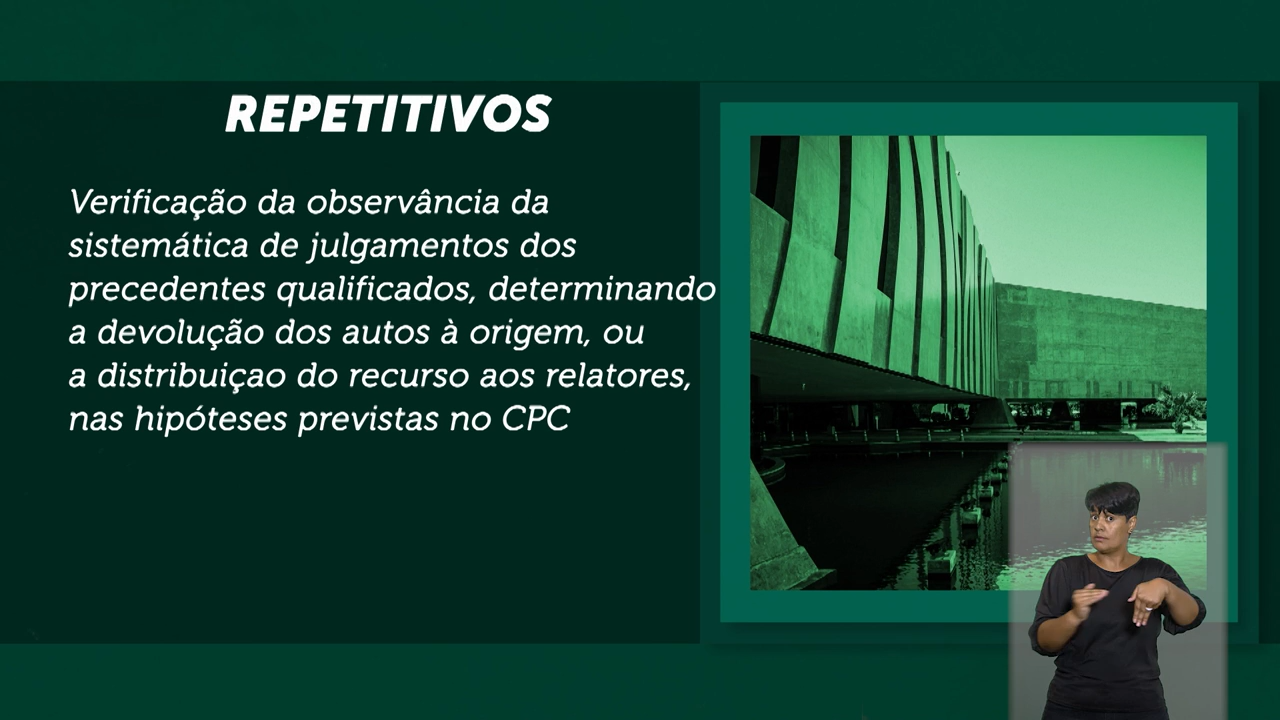 REPETITIVOS
Verificação da observância da
sistemática de julgamentos dos
precedentes qualificados, determinando
a devolução dos autos à origem, ou
a distribuiçao do recurso aos relatores,
nas hipóteses previstas no CPC